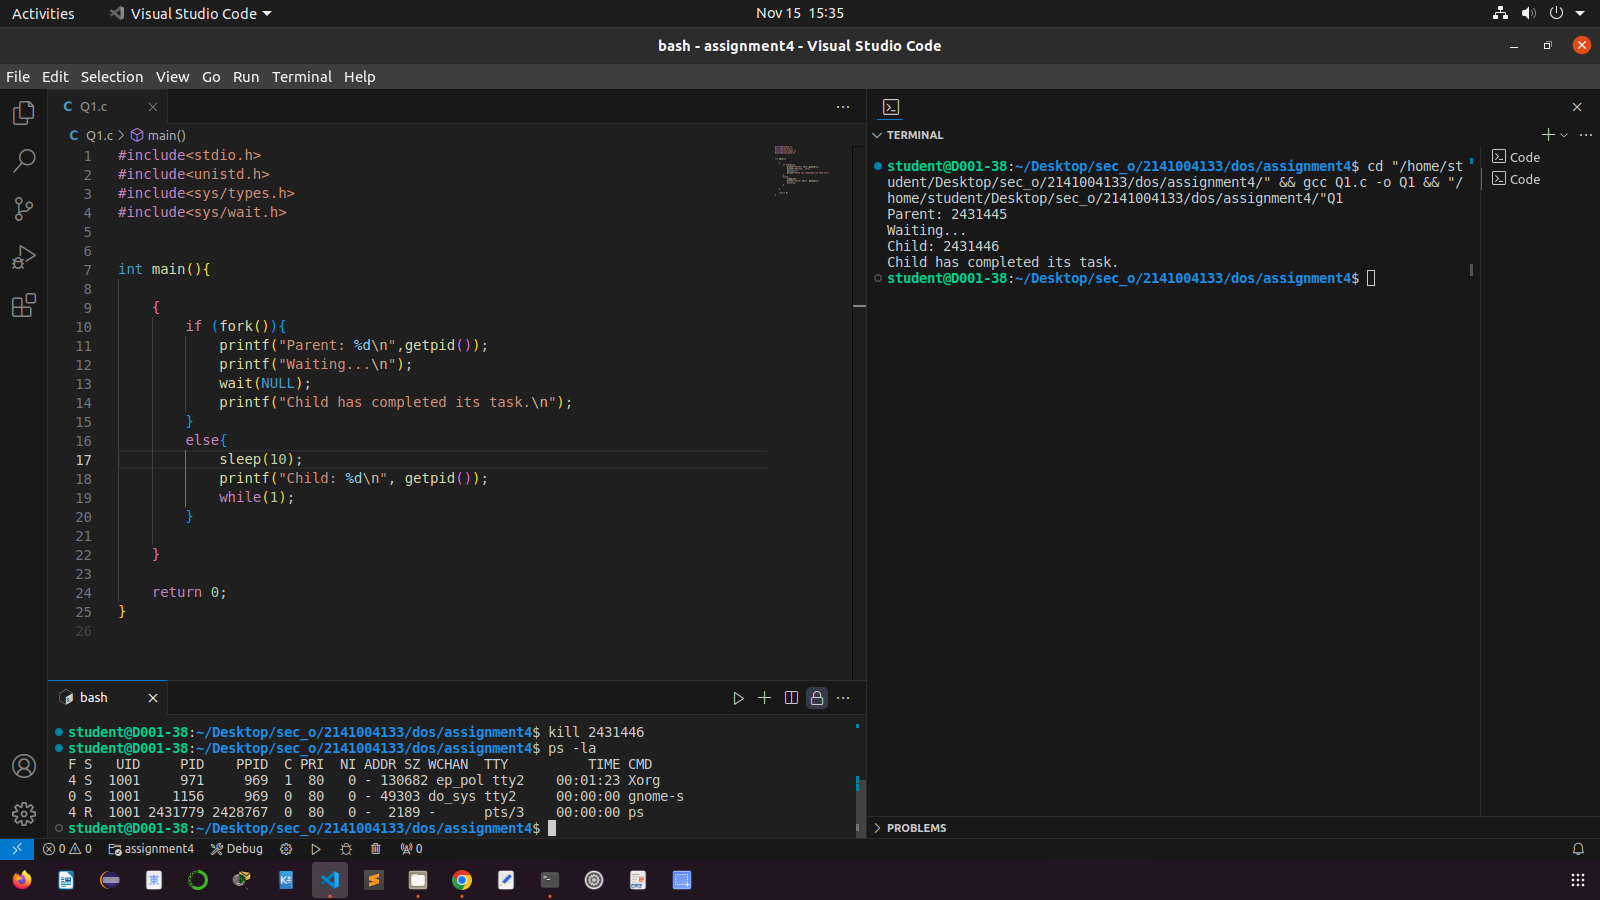 Activities
Visual Studio Code
Nov 15 15:35
bash - assignment4 - Visual Studio Code
File Edit Selection View Go Run Terminal Help
C Q1.c
C Q1.c > main()
1 #include<stdio.h>
2 #include<unistd.h>
3 #include<sys/types.h>
4 #include<sys/wait.h>
5
6
7 int main(){
8
9 {
10 if (fork()){
11 printf("Parent: %d\n",getpid());
12 printf("Waiting...\n");
13 wait(NULL);
14 printf("Child has completed its task.\n");
15 }
16 else{
17 sleep(10);
18 printf("Child: %d\n", getpid());
19 while(1);
20 }
21
22 }
23
24 return 0;
25 }
26
bash
student@D001-38:~/Desktop/sec_o/2141004133/dos/assignment4$ kill 2431446
student@D001-38:~/Desktop/sec_o/2141004133/dos/assignment4$ ps -la
F S UID PID PPID C PRI NI ADDR SZ WCHAN TTY TIME CMD
4 S 1001 971 969 1 80 0 - 130682 ep_pol tty2 00:01:23 Xorg
0 S 1001 1156 969 0 80 0 - 49303 do_sys tty2 00:00:00 gnome-s
4 R 1001 2431779 2428767 0 80 0 - 2189 - pts/3 00:00:00 ps
student@D001-38:~/Desktop/sec_o/2141004133/dos/assignment4$
TERMINAL
student@D001-38:~/Desktop/sec_o/2141004133/dos/assignment4$ cd "/home/st
udent/Desktop/sec_o/2141004133/dos/assignment4/" && gcc Q1.c -o Q1 && "/
home/student/Desktop/sec_o/2141004133/dos/assignment4/"Q1
Parent: 2431445
Waiting...
Child: 2431446
Child has completed its task.
student@D001-38:~/Desktop/sec_o/2141004133/dos/assignment4$
Code
Code
PROBLEMS
0 0 assignment4 Debug 0